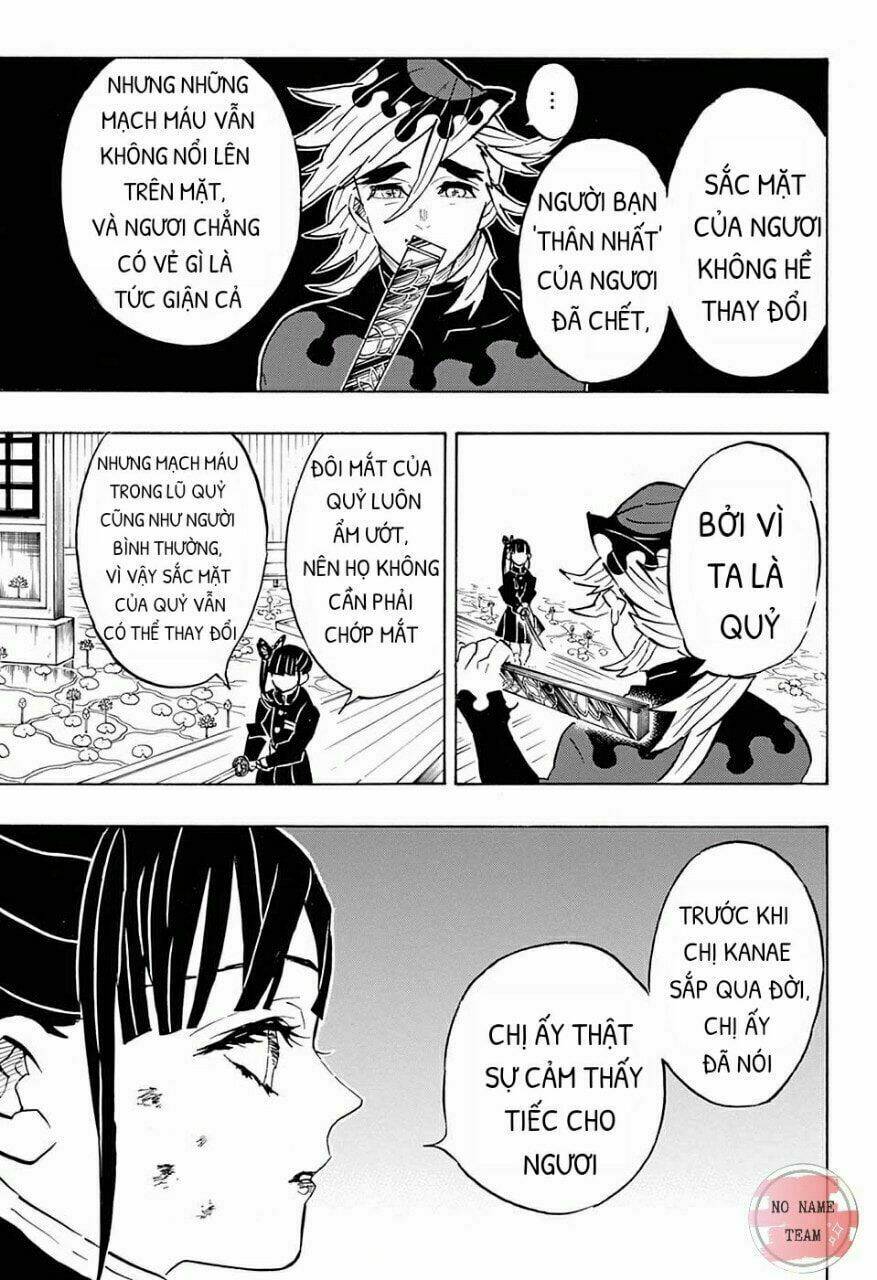 SẮC MẶT
CỦA NGƯƠI
KHÔNG HỀ
THAY ĐỔI
NGƯỜI BẠN
'THÂN NHẤT'
CỦA NGƯƠI
ĐÃ CHẾT,
...
NHƯNG NHỮNG
MẠCH MÁU VẪN
KHÔNG NỔI LÊN
TRÊN MẶT,
VÀ NGƯƠI CHẲNG
CÓ VẺ GÌ LÀ
TỨC GIẬN CẢ
BỞI VÌ
TA LÀ
QUỶ
ĐÔI MẮT CỦA
QUỶ LUÔN
ẨM ƯỚT,
NÊN HỌ KHÔNG
CẦN PHẢI
CHỚP MẮT
NHƯNG MẠCH MÁU
TRONG LŨ QUỶ
CŨNG NHƯ NGƯỜI
BÌNH THƯỜNG,
VÌ VẬY SẮC MẶT
CỦA QUỶ VẪN
CÓ THỂ THAY ĐỔI
TRƯỚC KHI
CHỊ KANAE
SẮP QUA ĐỜI,
CHỊ ẤY
ĐÃ NÓI
CHỊ ẤY THẬT
SỰ CẢM THẤY
TIẾC CHO
NGƯƠI
NO NAME
TEAM